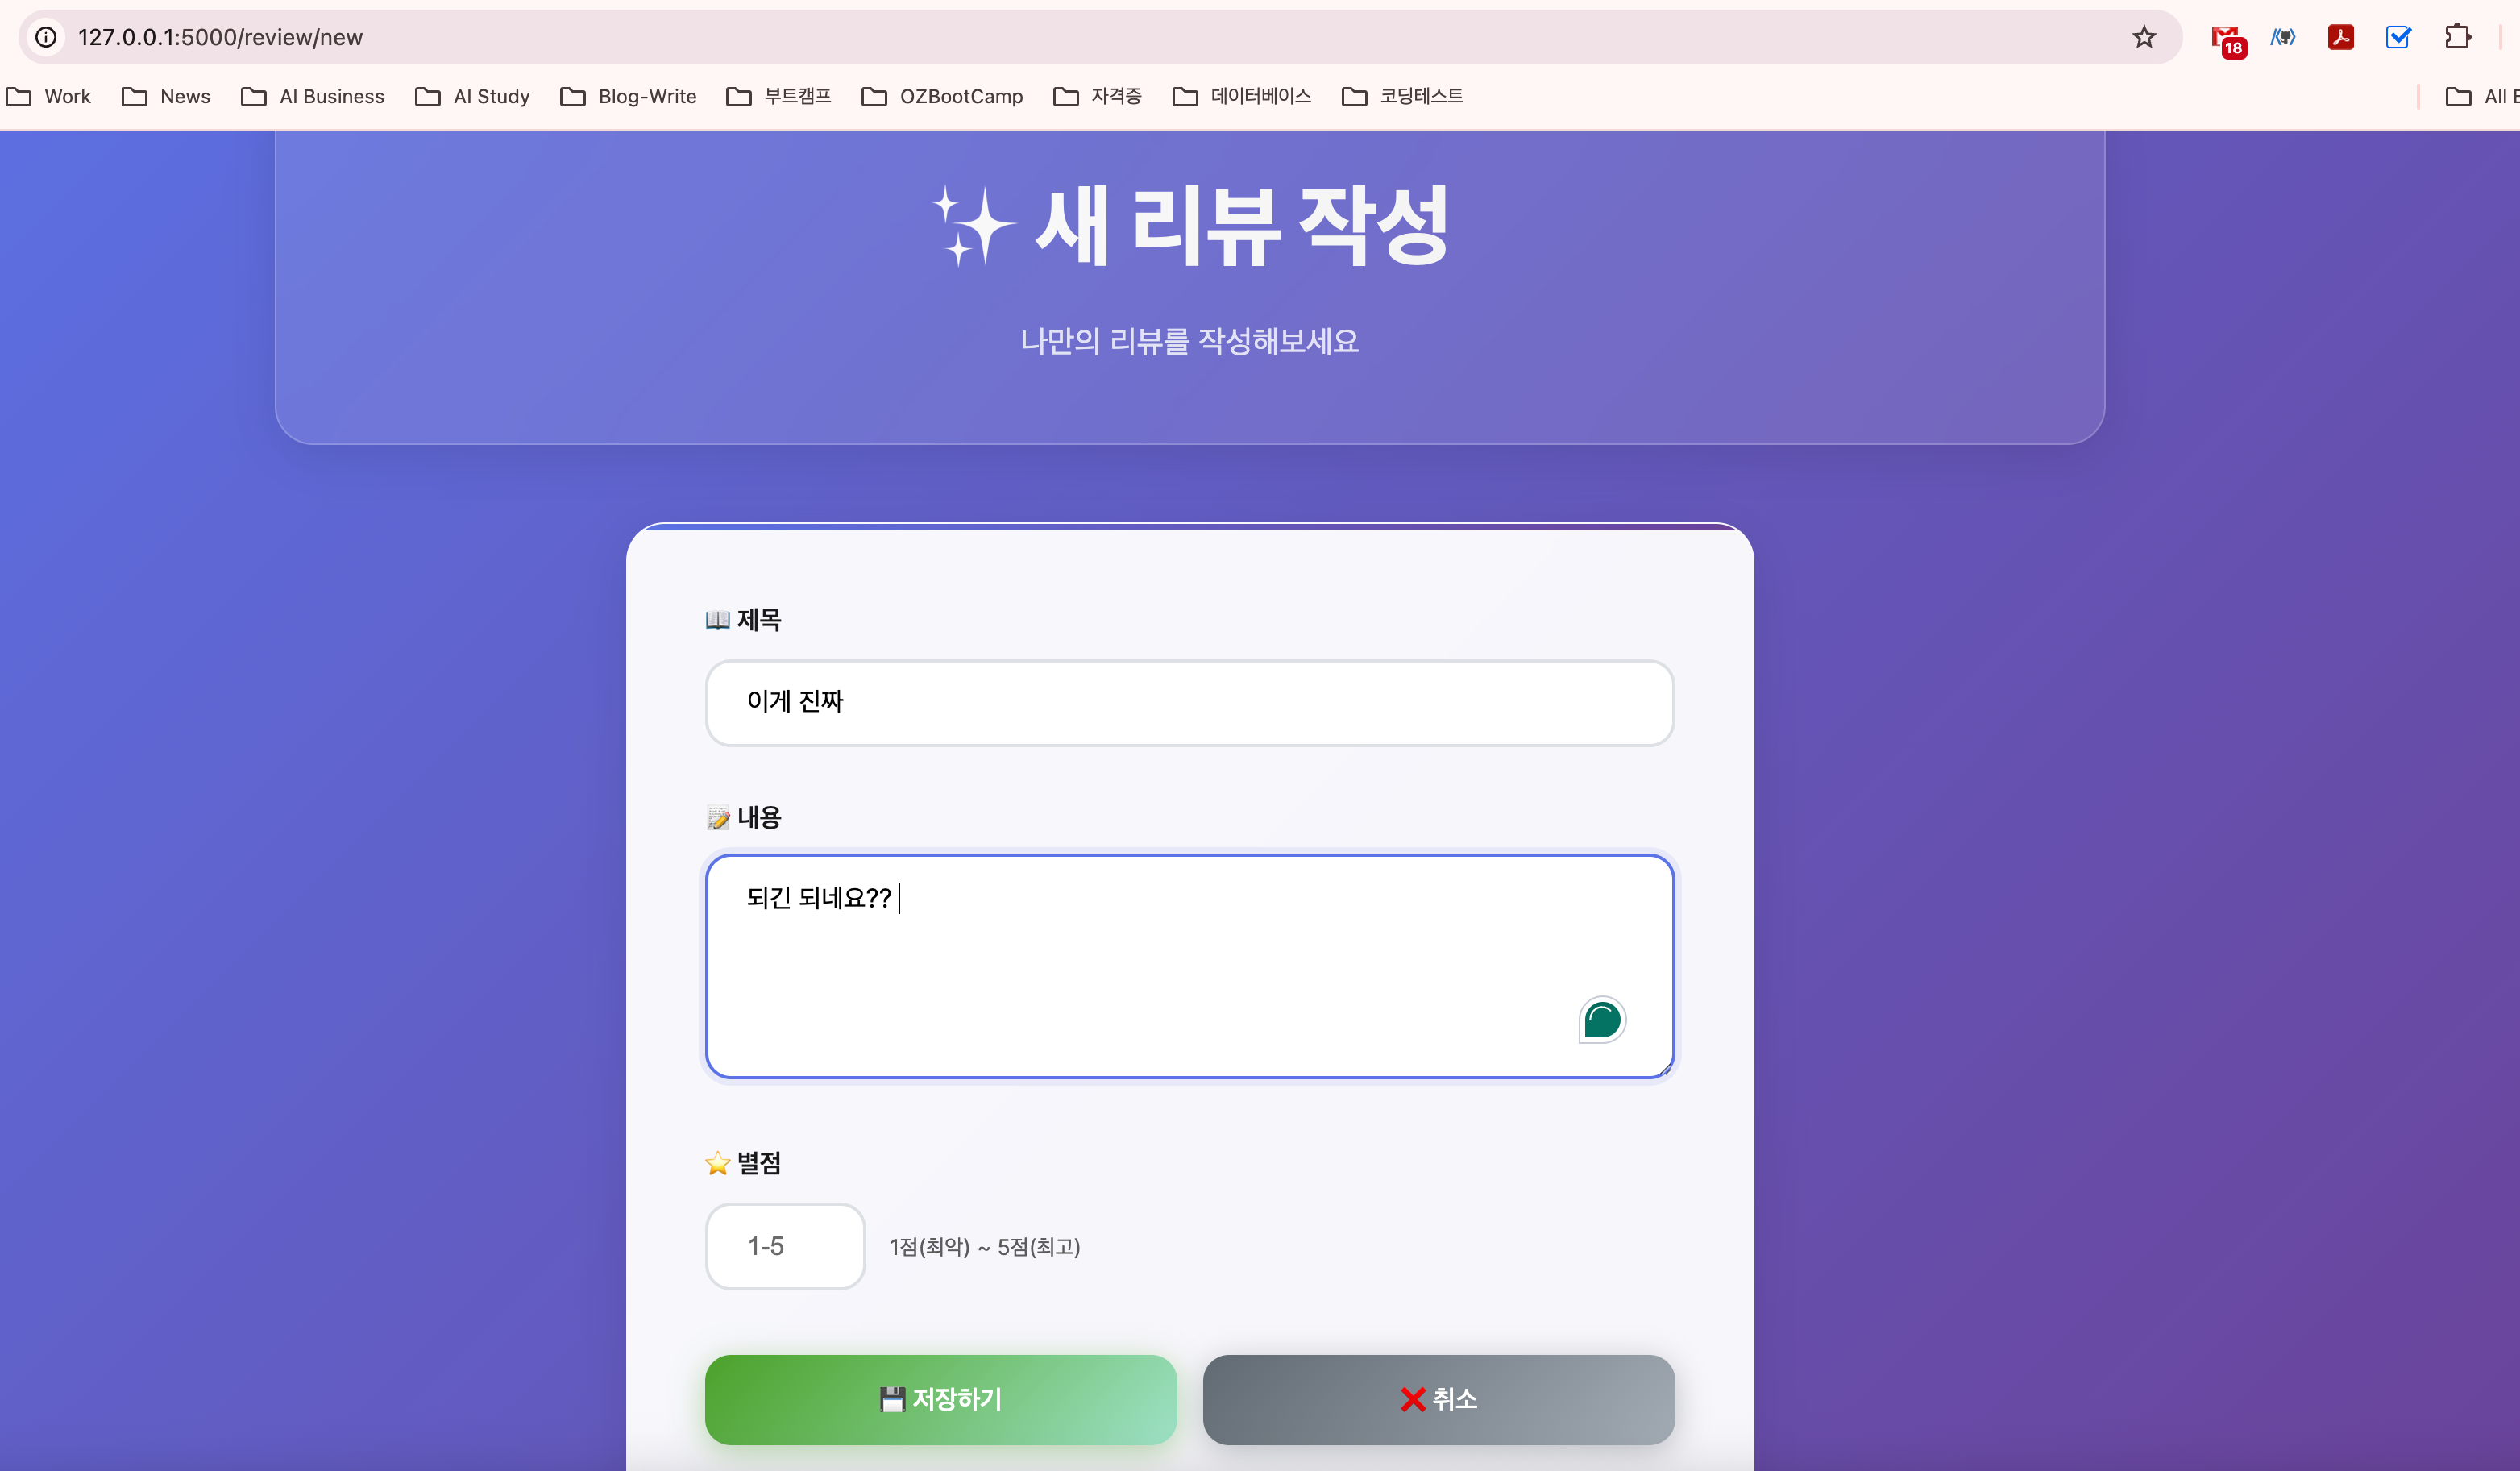 127.0.0.1:5000/review/new
18
Work News AI Business AI Study Blog-Write 부트캠프 OZBootCamp 자격증 데이터베이스 코딩테스트 All
✨ 새 리뷰 작성
나만의 리뷰를 작성해보세요
📖 제목
이게 진짜
📝 내용
되긴 되네요??
⭐ 별점
1-5 1점(최악) ~ 5점(최고)
💾 저장하기 ❌ 취소